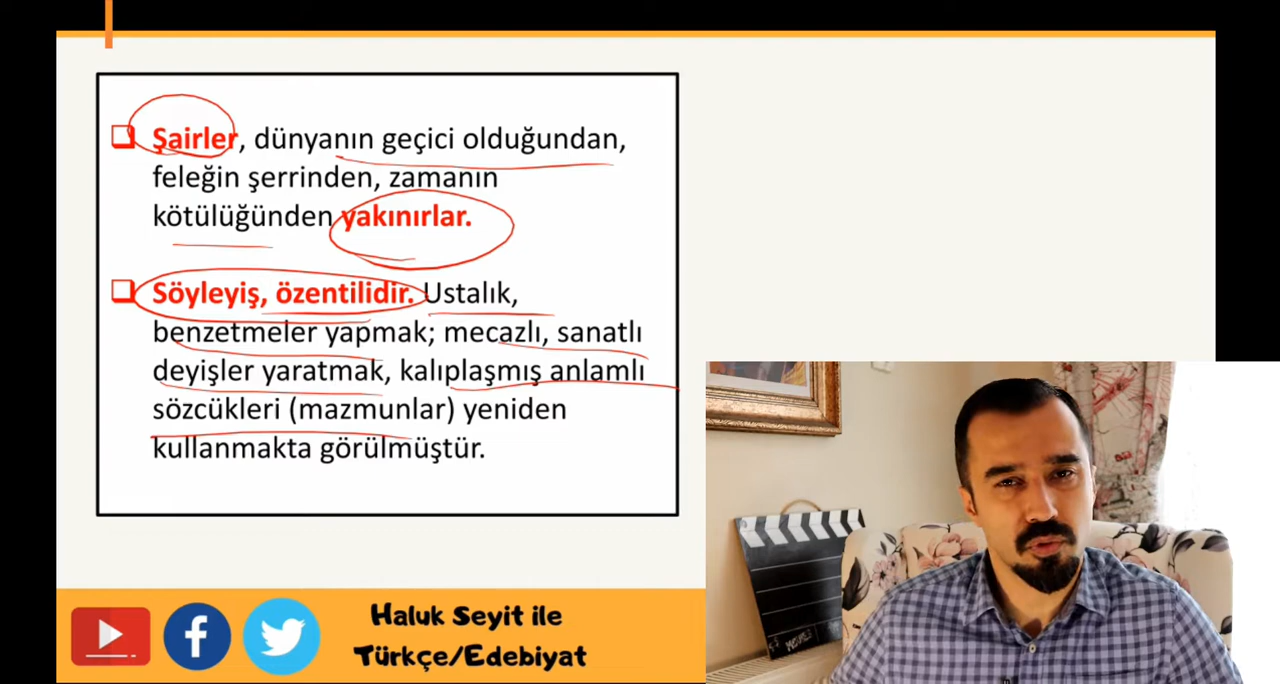 Şairler, dünyanın geçici olduğundan,
feleğin şerrinden, zamanın
kötülüğünden yakınırlar.
Söyleyiş, özentilidir. Ustalık,
benzetmeler yapmak; mecazlı, sanatlı
deyişler yaratmak, kalıplaşmış anlamlı
sözcükleri (mazmunlar) yeniden
kullanmakta görülmüştür.
Haluk Seyit ile
Türkçe/Edebiyat